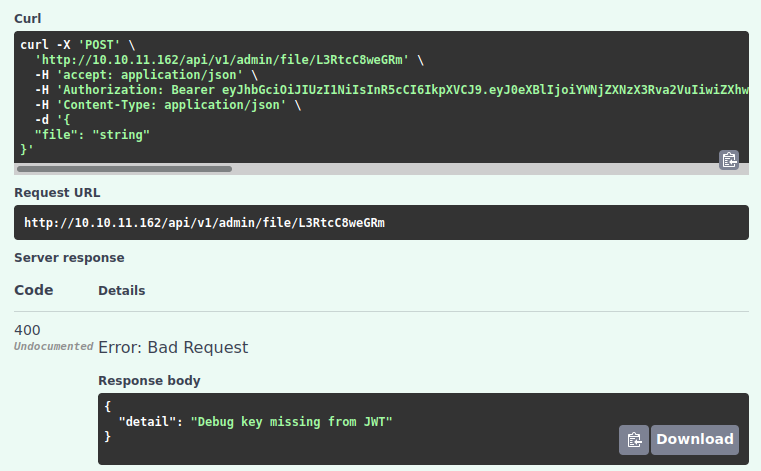 Curl
curl -X 'POST' \
'http://10.10.11.162/api/v1/admin/file/L3RtcC8weGRm' \
-H 'accept: application/json' \
-H 'Authorization: Bearer eyJhbGciOiJIUzI1NiIsInR5cCI6IkpXVCJ9.eyJ0eXBlIjoiYWNjZXNzX3Rva2VuIiwiZXhw
-H 'Content-Type: application/json' \
-d '{
"file": "string"
}'
Request URL
http://10.10.11.162/api/v1/admin/file/L3RtcC8weGRm
Server response
Code Details
400
Undocumented Error: Bad Request
Response body
{
"detail": "Debug key missing from JWT"
}
Download